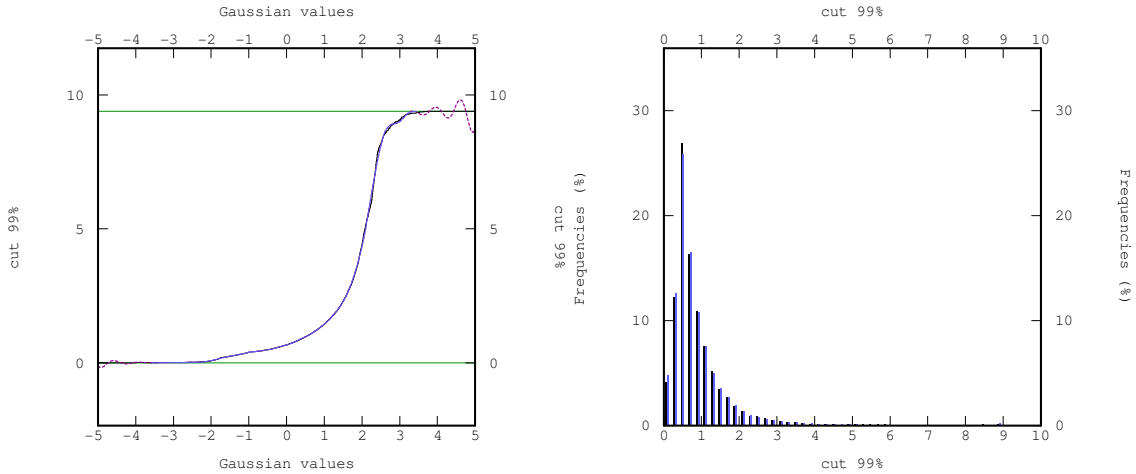 Gaussian values
-5 -4 -3 -2 -1 0 1 2 3 4 5
10 10
5 5
0 0
cut 99%
cut 99%
-5 -4 -3 -2 -1 0 1 2 3 4 5
Gaussian values
cut 99%
0 1 2 3 4 5 6 7 8 9 10
30 30
20 20
10 10
0 0
Frequencies (%)
Frequencies (%)
0 1 2 3 4 5 6 7 8 9 10
cut 99%